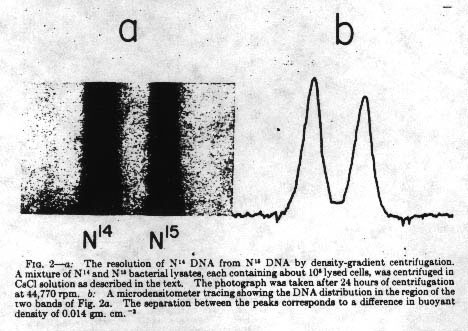 a b
N14 N15
FIG. 2—a: The resolution of N14 DNA from N15 DNA by density-gradient centrifugation.
A mixture of N14 and N15 bacterial lysates, each containing about 10⁸ lysed cells, was centrifuged in
CsCl solution as described in the text. The photograph was taken after 24 hours of centrifugation
at 44,770 rpm. b: A microdensitometer tracing showing the DNA distribution in the region of the
two bands of Fig. 2a. The separation between the peaks corresponds to a difference in buoyant
density of 0.014 gm. cm.⁻³